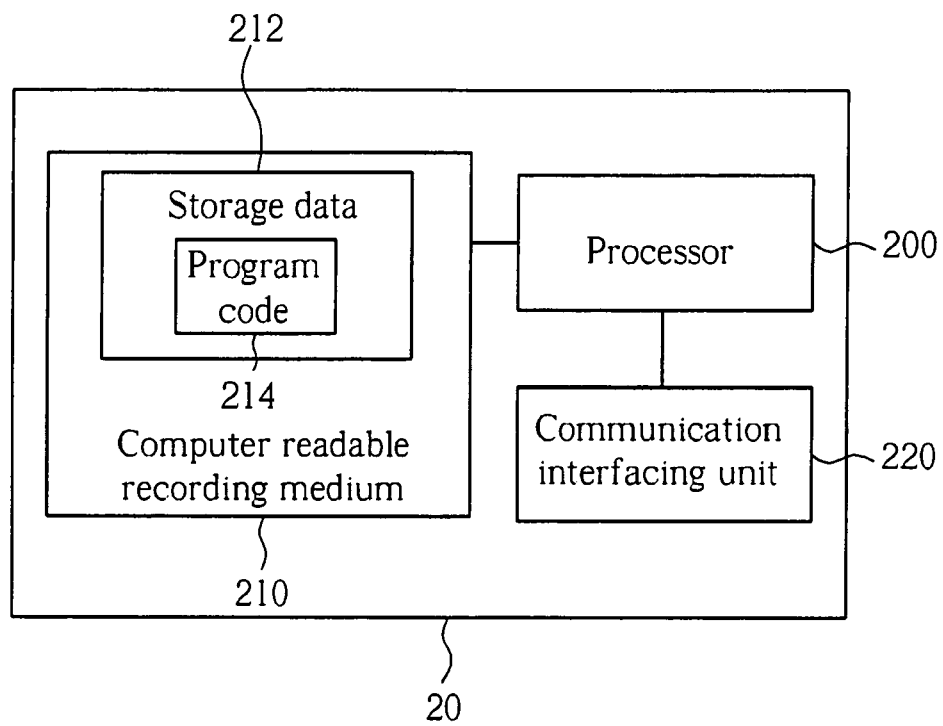 212
Storage data
Program
code
214
Computer readable
recording medium
210
Processor
200
Communication
interfacing unit
220
20